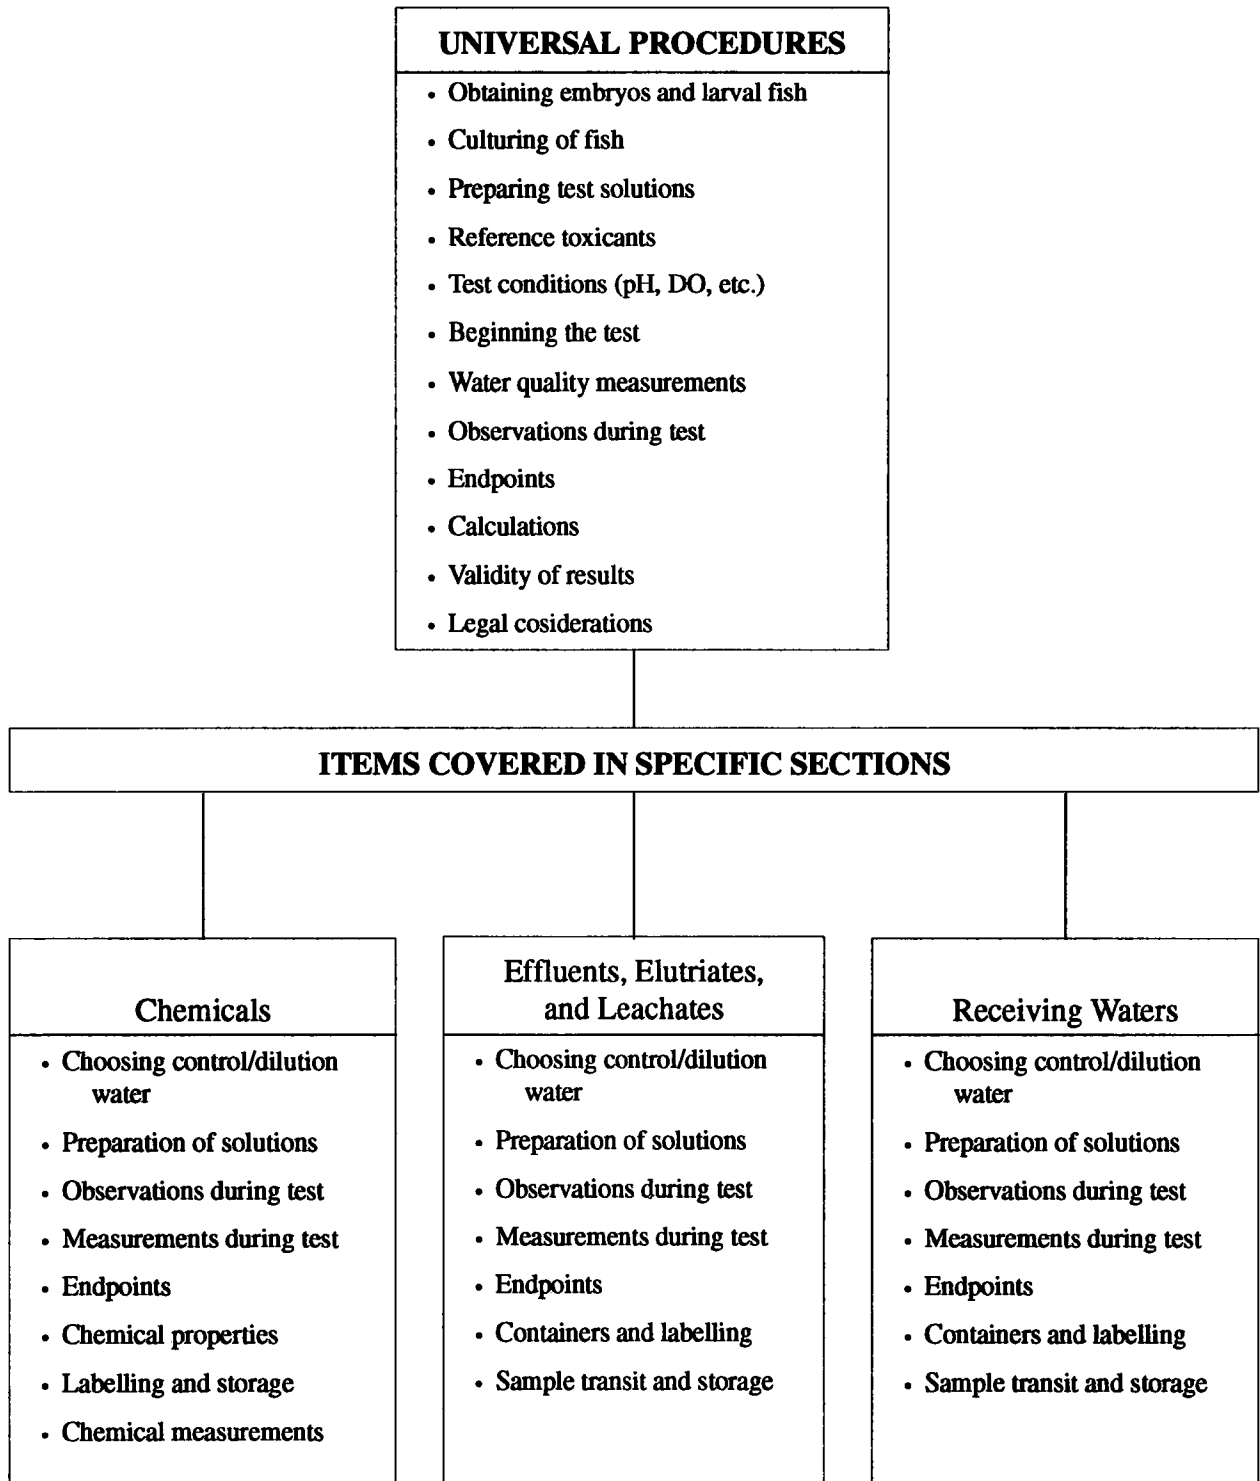 UNIVERSAL PROCEDURES
• Obtaining embryos and larval fish
• Culturing of fish
• Preparing test solutions
• Reference toxicants
• Test conditions (pH, DO, etc.)
• Beginning the test
• Water quality measurements
• Observations during test
• Endpoints
• Calculations
• Validity of results
• Legal cosiderations
ITEMS COVERED IN SPECIFIC SECTIONS
Chemicals
• Choosing control/dilution
water
• Preparation of solutions
• Observations during test
• Measurements during test
• Endpoints
• Chemical properties
• Labelling and storage
• Chemical measurements
Effluents, Elutriates,
and Leachates
• Choosing control/dilution
water
• Preparation of solutions
• Observations during test
• Measurements during test
• Endpoints
• Containers and labelling
• Sample transit and storage
Receiving Waters
• Choosing control/dilution
water
• Preparation of solutions
• Observations during test
• Measurements during test
• Endpoints
• Containers and labelling
• Sample transit and storage